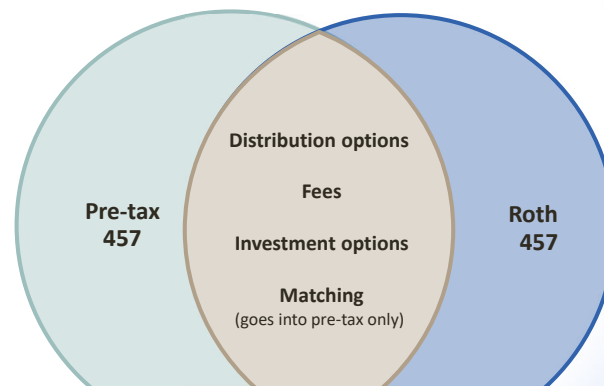 Distribution options
Fees
Pre-tax
457
Investment options
Roth
457
Matching
(goes into pre-tax only)